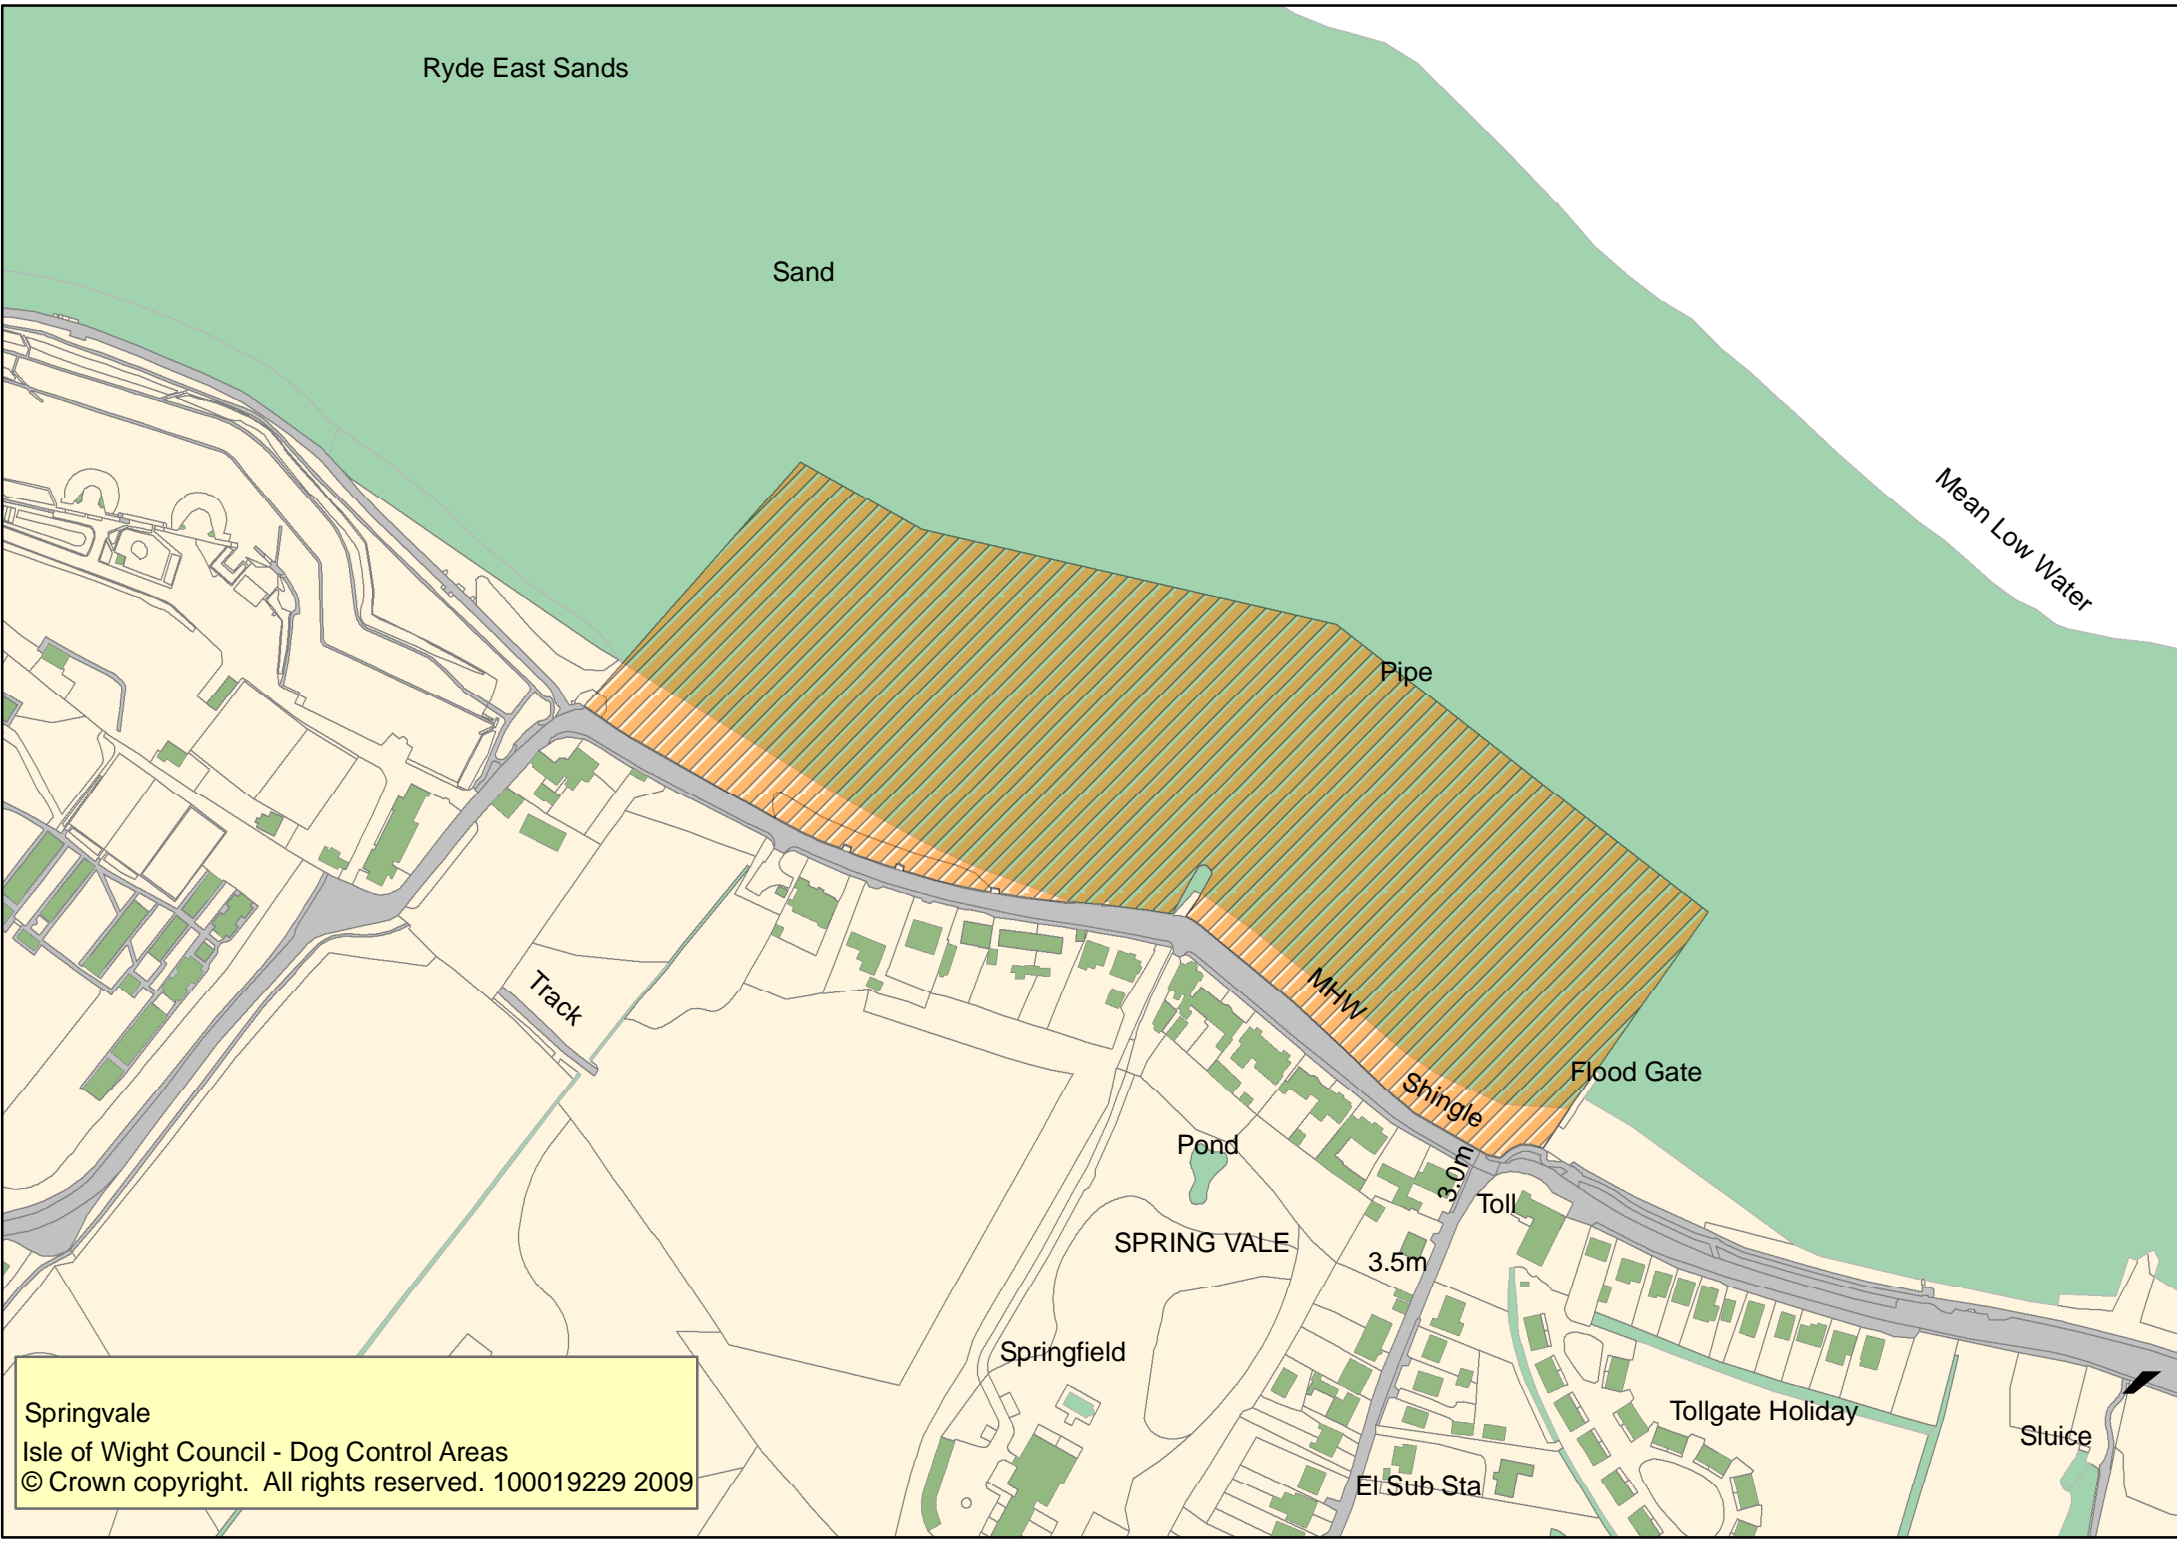 Ryde East Sands
Sand
Mean Low Water
Pipe
MHW
Track
Flood Gate
Shingle
Pond
3.0m
Toll
SPRING VALE
3.5m
Springfield
Tollgate Holiday
Sluice
El Sub Sta
Springvale
Isle of Wight Council - Dog Control Areas
© Crown copyright.  All rights reserved. 100019229 2009